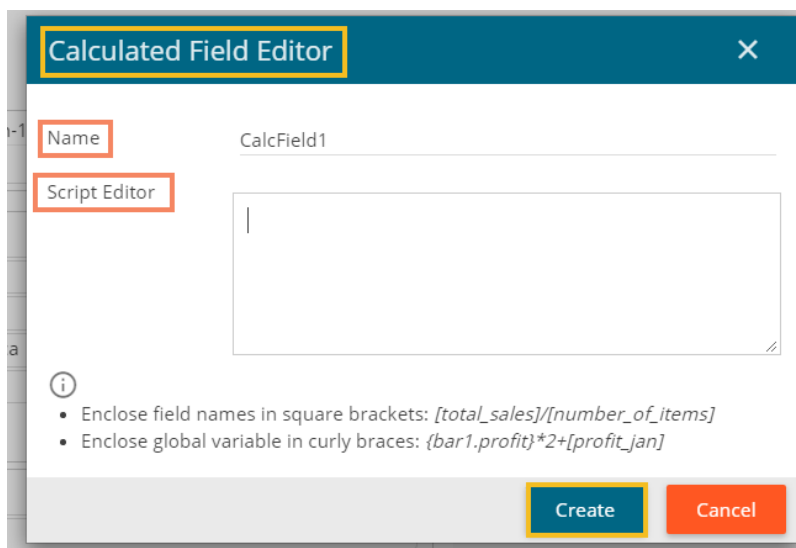 Calculated Field Editor
Name
CalcField1
Script Editor
Enclose field names in square brackets: [total_sales]/[number_of_items]
Enclose global variable in curly braces: {bar1.profit}*2+[profit_jan]
Create Cancel